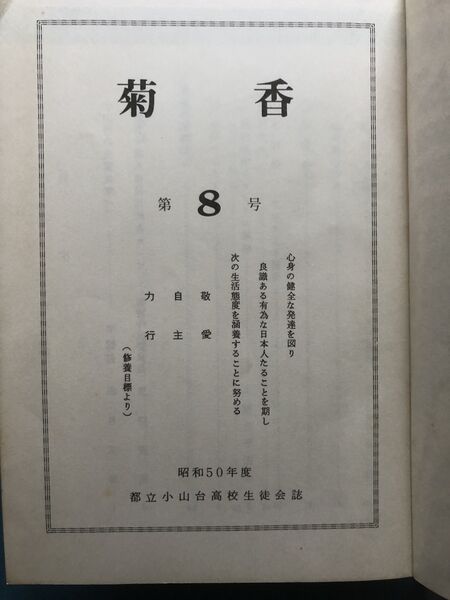 菊香
第8号
心身の健全な発達を図り
良識ある有為な日本人たることを期し
次の生活態度を涵養することに努める
敬愛
自主
力行
(修養目標より)
昭和50年度
都立小山台高校生徒会誌